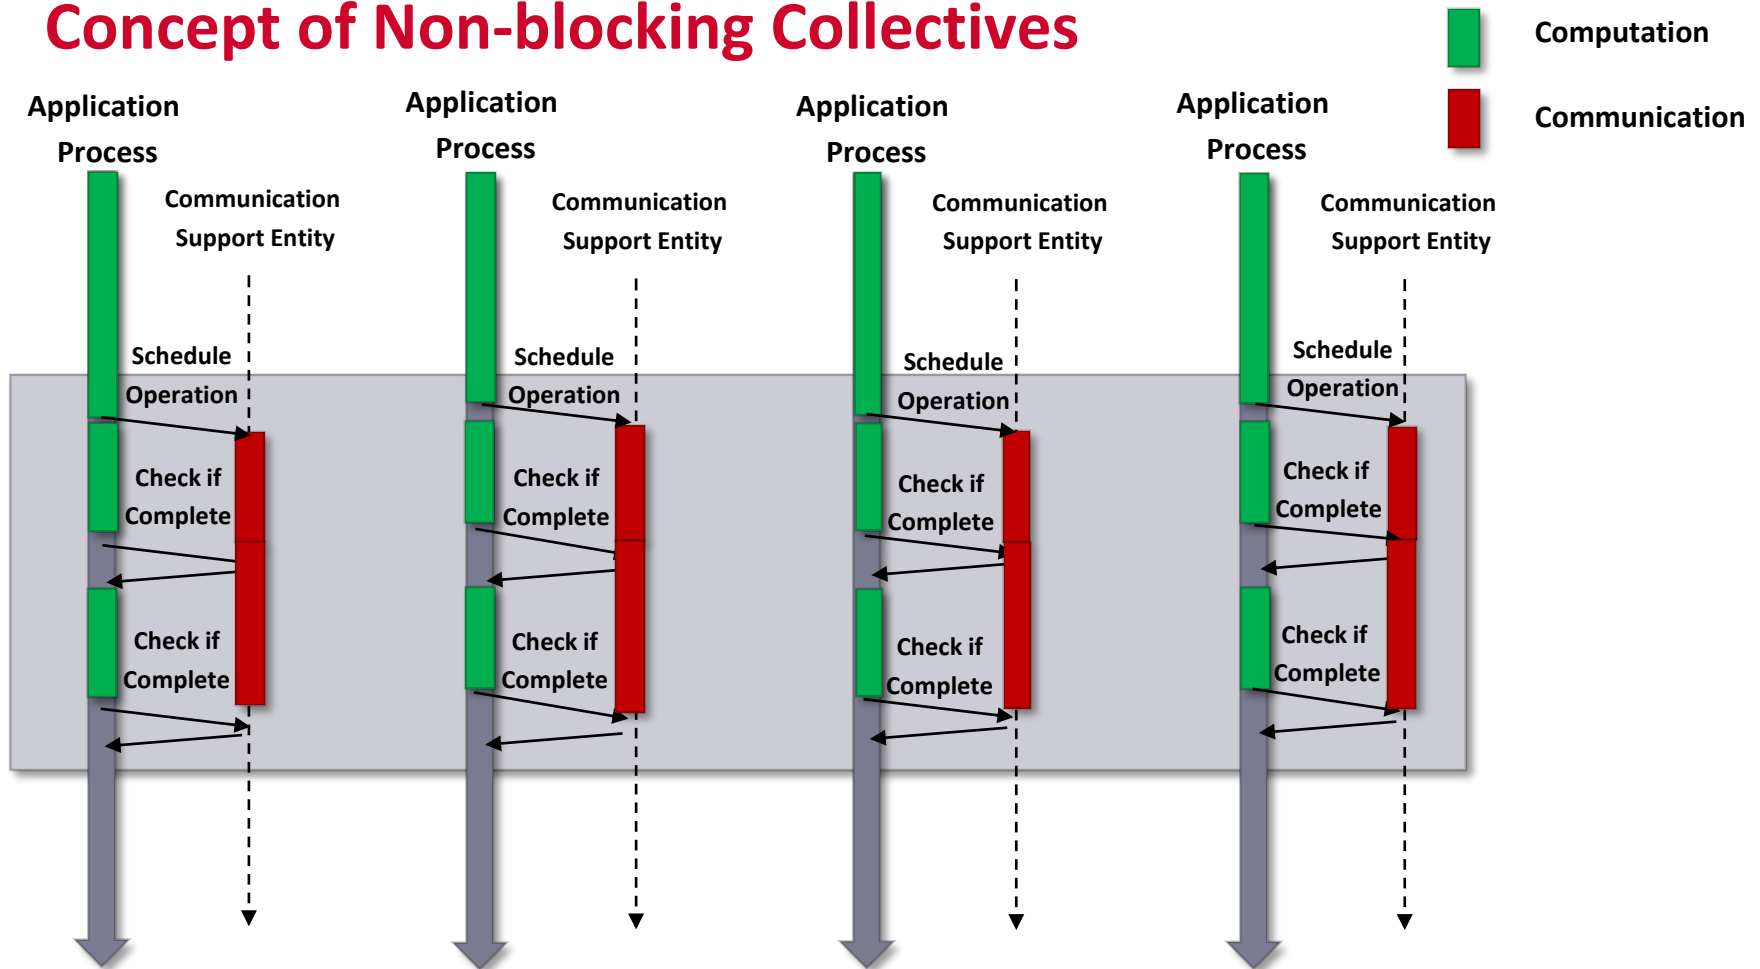 Concept of Non-blocking Collectives
Computation
Communication
Application
Process
Application
Process
Application
Process
Application
Process
Communication
Support Entity
Communication
Support Entity
Communication
Support Entity
Communication
Support Entity
Schedule
Operation
Schedule
Operation
Schedule
Operation
Schedule
Operation
Check if
Complete
Check if
Complete
Check if
Complete
Check if
Complete
Check if
Complete
Check if
Complete
Check if
Complete
Check if
Complete